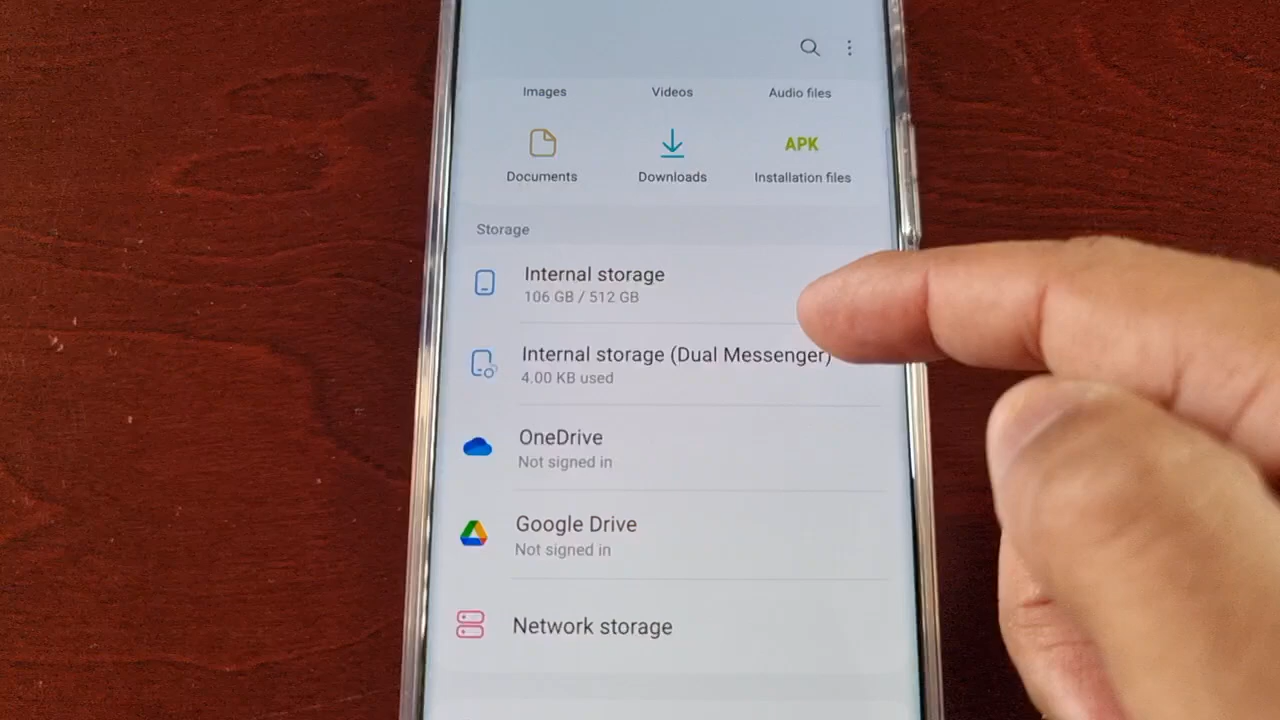 Images Videos Audio files
APK
Documents Downloads Installation files
Storage
Internal storage
106 GB / 512 GB
Internal storage (Dual Messenger)
4.00 KB used
OneDrive
Not signed in
Google Drive
Not signed in
Network storage